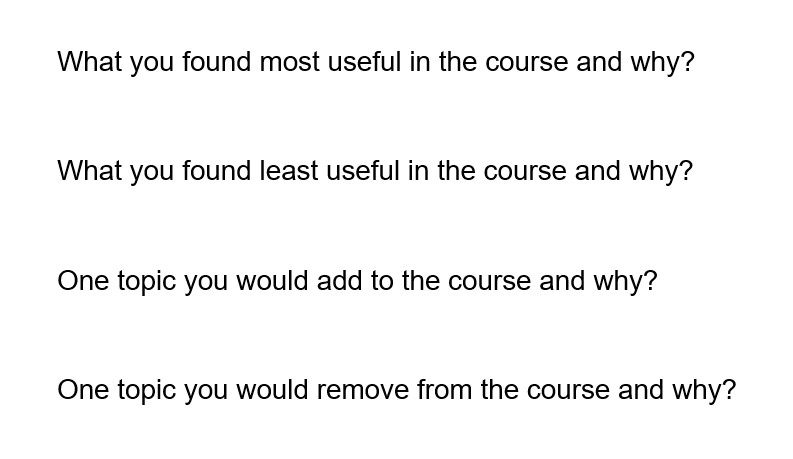 What you found most useful in the course and why?
What you found least useful in the course and why?
One topic you would add to the course and why?
One topic you would remove from the course and why?